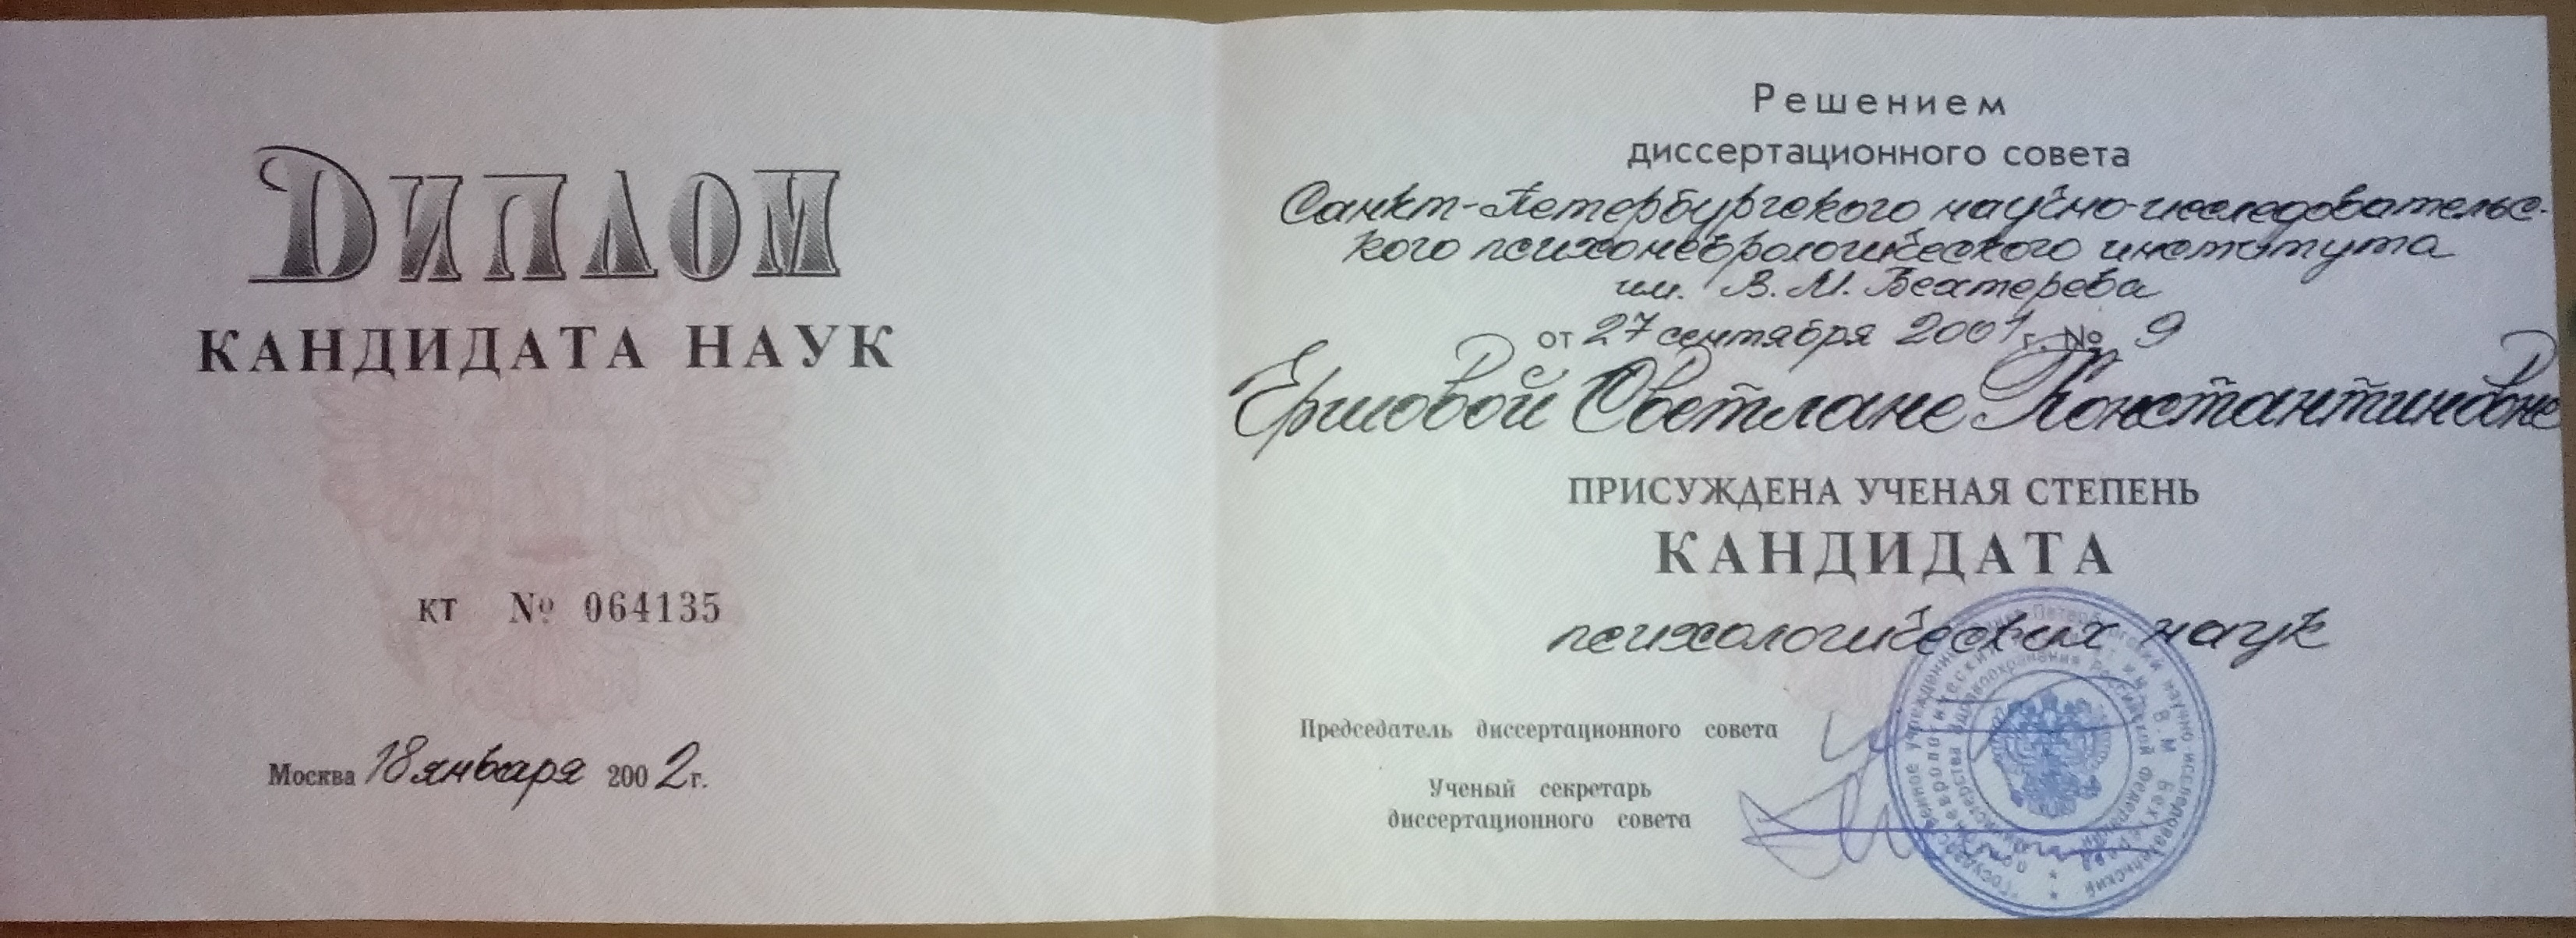 Диплом
КАНДИДАТА НАУК
КТ № 064135
Москва 18 января 2002 г.
Решением
диссертационного совета
Санкт-Петербургского научно-исследовательс-
кого психоневрологического института
им. В. М. Бехтерева
от 27 сентября 2001 г. № 9
Ершовой Светлане Константиновне
ПРИСУЖДЕНА УЧЕНАЯ СТЕПЕНЬ
КАНДИДАТА
психологических наук
Председатель диссертационного совета
Ученый секретарь
диссертационного совета